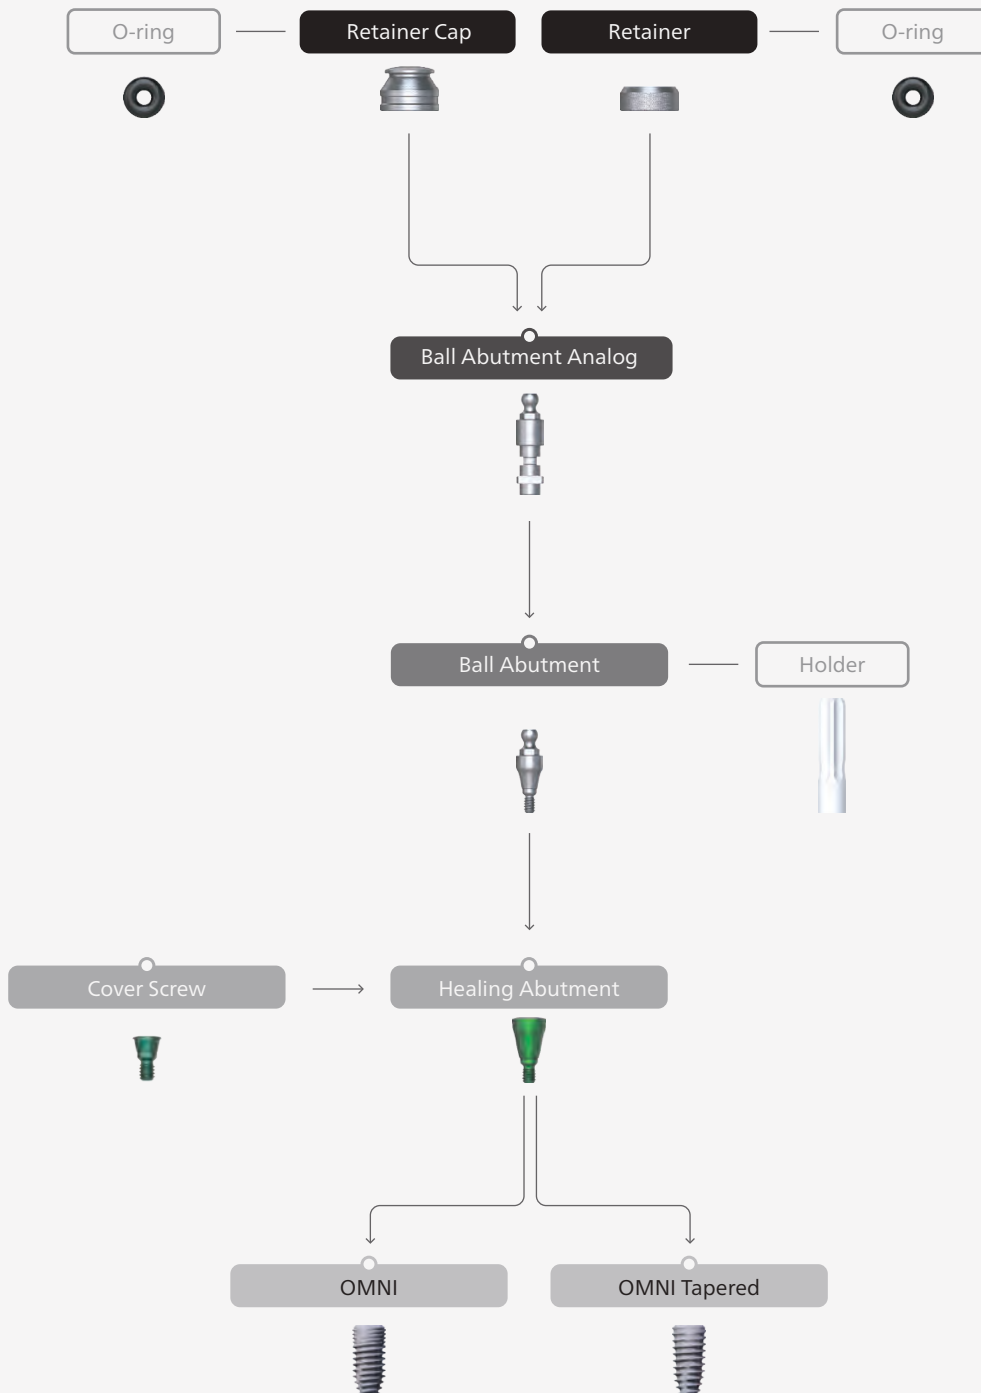 O-ring
Retainer Cap
Retainer
O-ring
Ball Abutment Analog
Ball Abutment
Holder
Cover Screw
Healing Abutment
OMNI
OMNI Tapered